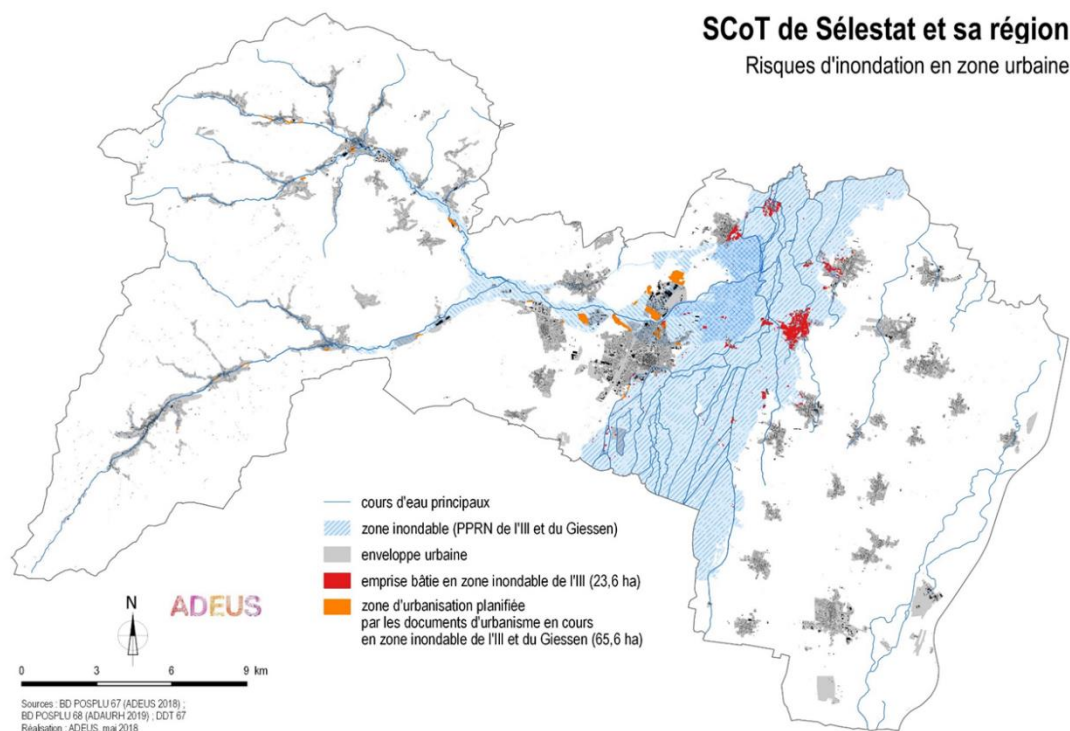 SCoT de Sélestat et sa région
Risques d'inondation en zone urbaine
cours d'eau principaux
zone inondable (PPRN de l'Ill et du Giessen)
enveloppe urbaine
emprise bâtie en zone inondable de l'Ill (23,6 ha)
zone d'urbanisation planifiée
par les documents d'urbanisme en cours
en zone inondable de l'Ill et du Giessen (65,6 ha)
N
ADEUS
0 3 6 9 km
Sources : BD POSPLU 67 (ADEUS 2018) ;
BD POSPLU 68 (ADAURH 2019) ; DDT 67
Réalisation : ADEUS, mai 2018